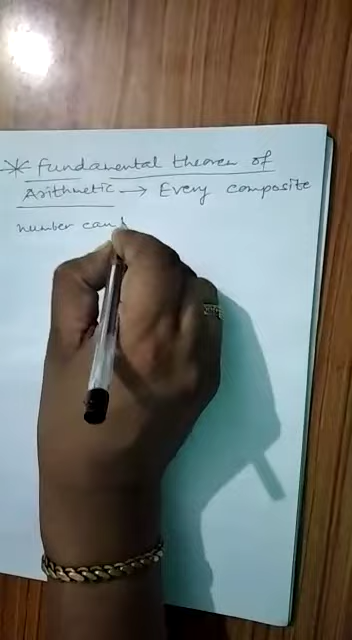 * Fundamental theorem of
Arithmetic → Every composite
number can